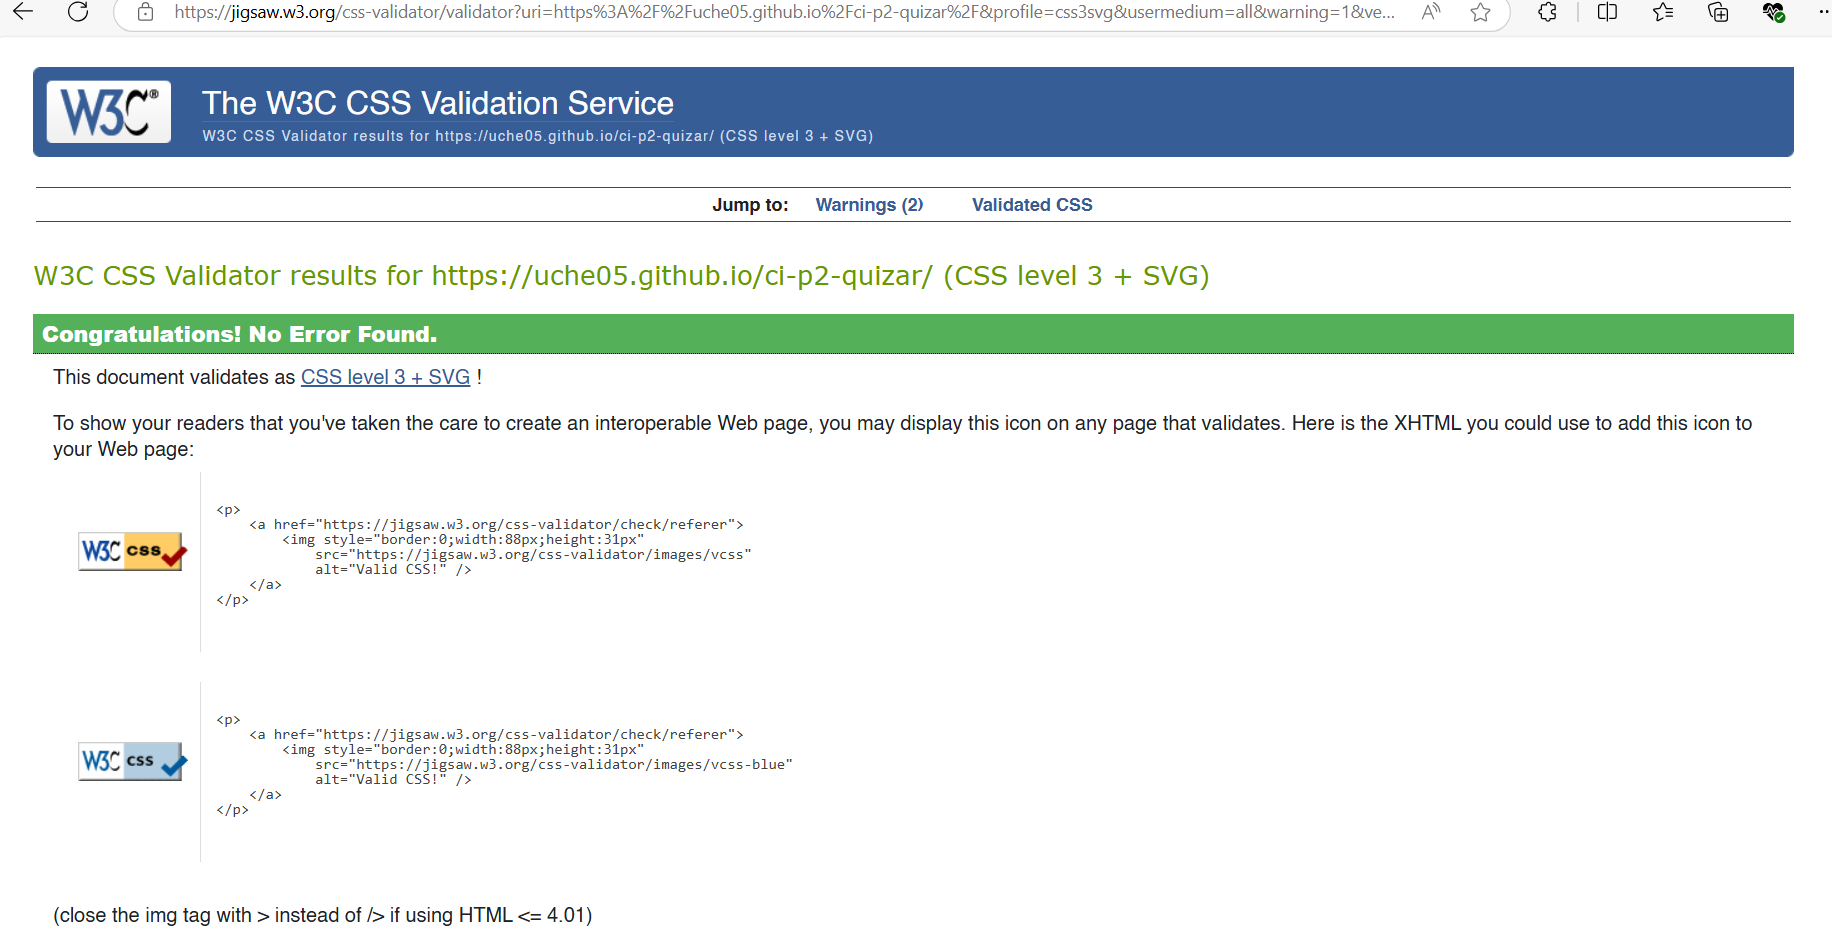 https://jigsaw.w3.org/css-validator/validator?uri=https%3A%2F%2Fuche05.github.io%2Fci-p2-quizar%2F&profile=css3svg&usermedium=all&warning=1&ve...
W3C®
The W3C CSS Validation Service
W3C CSS Validator results for https://uche05.github.io/ci-p2-quizar/ (CSS level 3 + SVG)
Jump to: Warnings (2) Validated CSS
W3C CSS Validator results for https://uche05.github.io/ci-p2-quizar/ (CSS level 3 + SVG)
Congratulations! No Error Found.
This document validates as CSS level 3 + SVG !
To show your readers that you've taken the care to create an interoperable Web page, you may display this icon on any page that validates. Here is the XHTML you could use to add this icon to
your Web page:
W3C css
<p>
<a href="https://jigsaw.w3.org/css-validator/check/referer">
<img style="border:0;width:88px;height:31px"
src="https://jigsaw.w3.org/css-validator/images/vcss"
alt="Valid CSS!" />
</a>
</p>
W3C css
<p>
<a href="https://jigsaw.w3.org/css-validator/check/referer">
<img style="border:0;width:88px;height:31px"
src="https://jigsaw.w3.org/css-validator/images/vcss-blue"
alt="Valid CSS!" />
</a>
</p>
(close the img tag with > instead of /> if using HTML <= 4.01)